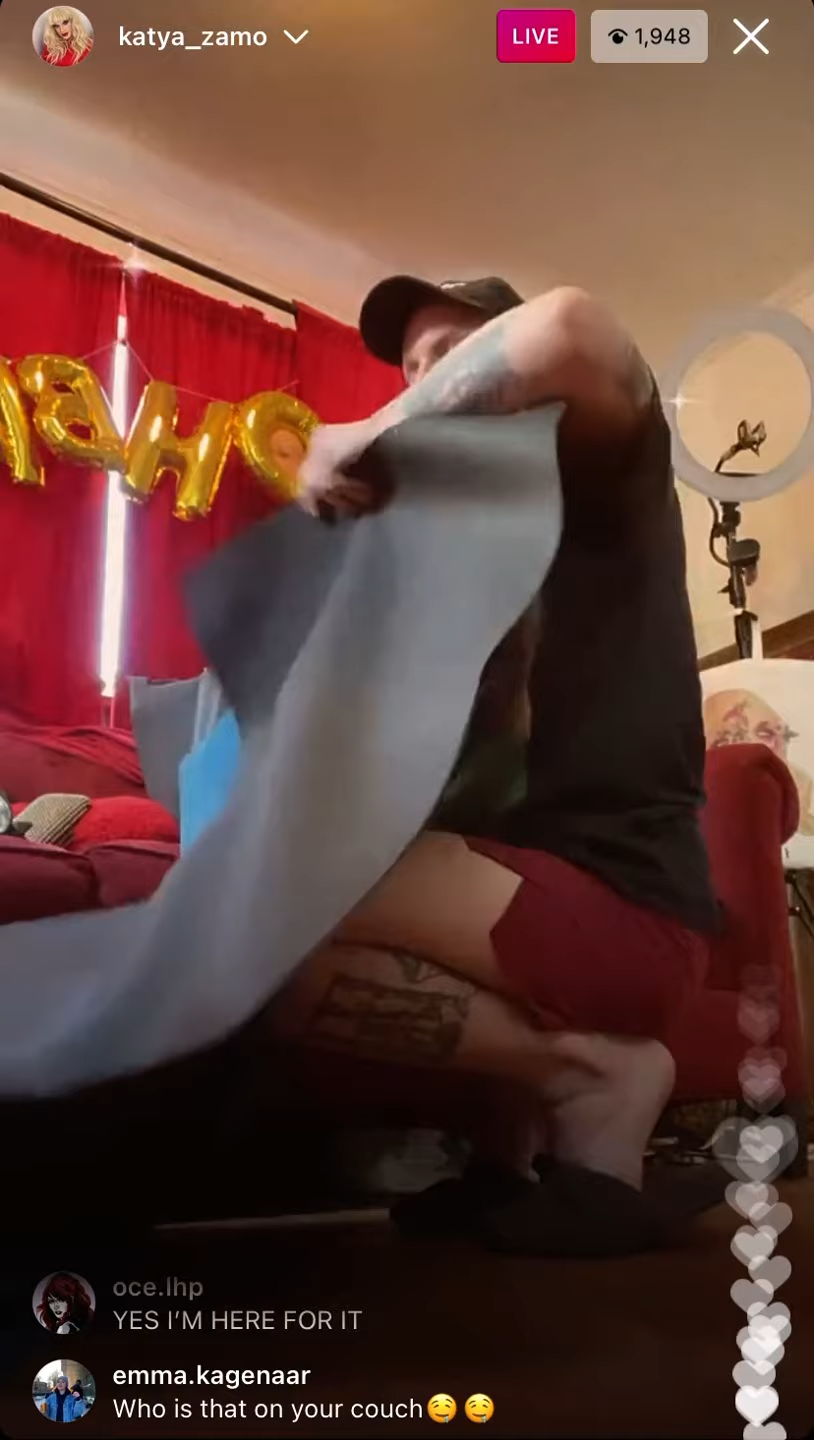 katya_zamo
LIVE
1,948
oce.lhp
YES I'M HERE FOR IT
emma.kagenaar
Who is that on your couch🤤 🤤